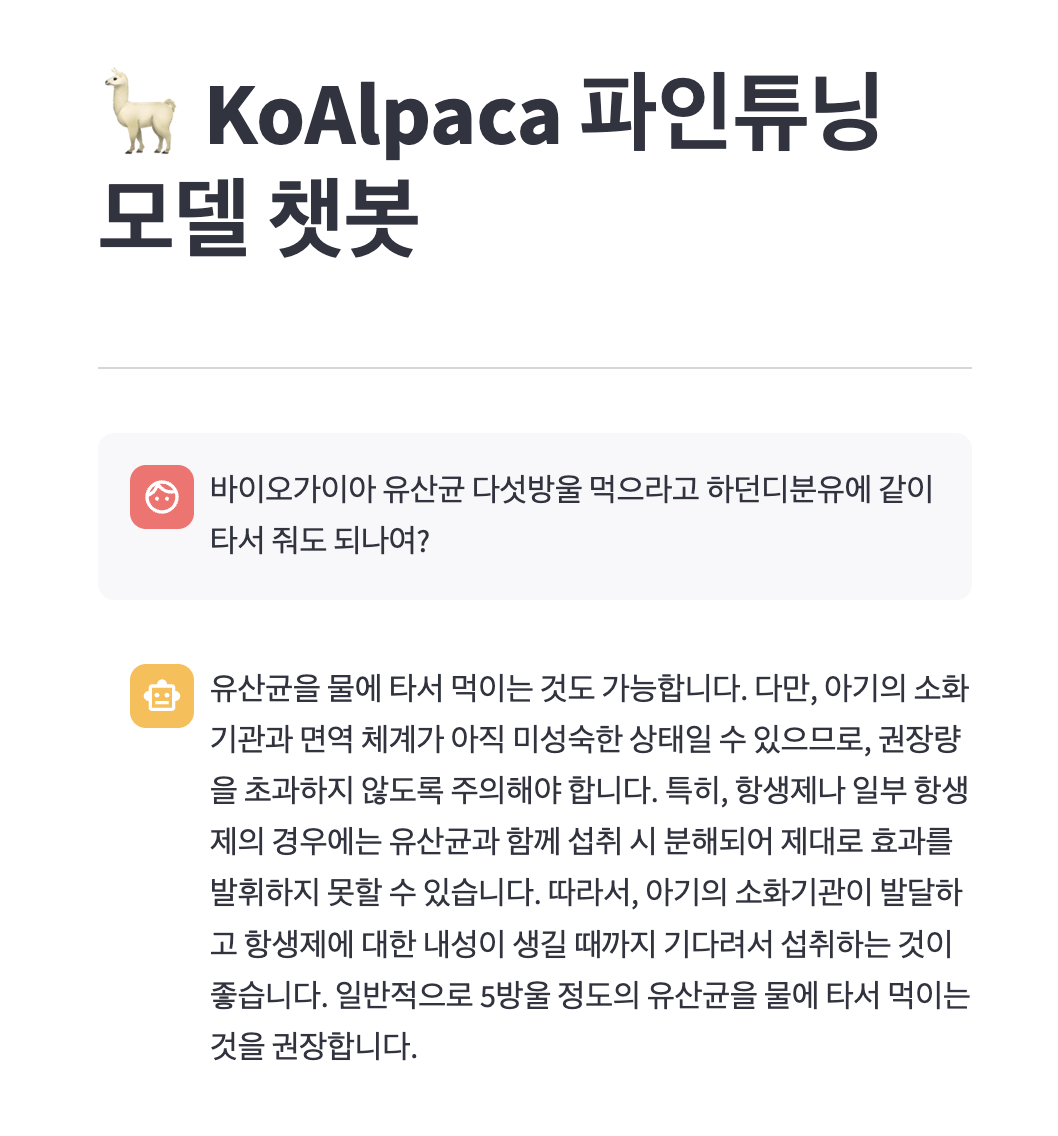 KoAlpaca 파인튜닝
모델 챗봇
바이오가이아 유산균 다섯방울 먹으라고 하던디분유에 같이
타서 줘도 되나여?
유산균을 물에 타서 먹이는 것도 가능합니다. 다만, 아기의 소화
기관과 면역 체계가 아직 미성숙한 상태일 수 있으므로, 권장량
을 초과하지 않도록 주의해야 합니다. 특히, 항생제나 일부 항생
제의 경우에는 유산균과 함께 섭취 시 분해되어 제대로 효과를
발휘하지 못할 수 있습니다. 따라서, 아기의 소화기관이 발달하
고 항생제에 대한 내성이 생길 때까지 기다려서 섭취하는 것이
좋습니다. 일반적으로 5방울 정도의 유산균을 물에 타서 먹이는
것을 권장합니다.